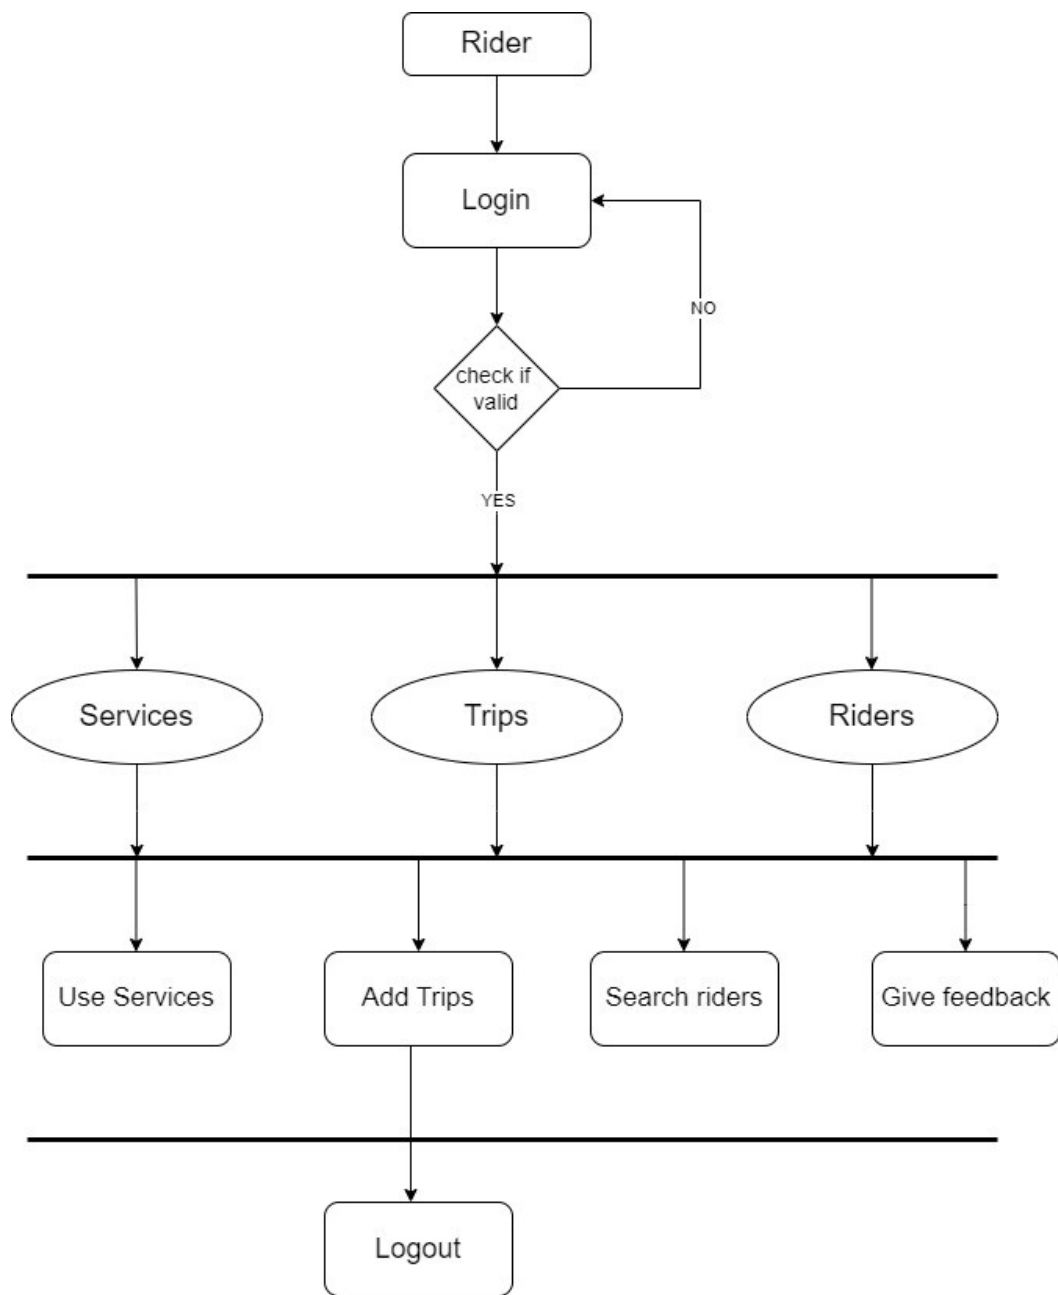 Rider
Login
NO
check if
valid
YES
Services
Trips
Riders
Use Services
Add Trips
Search riders
Give feedback
Logout